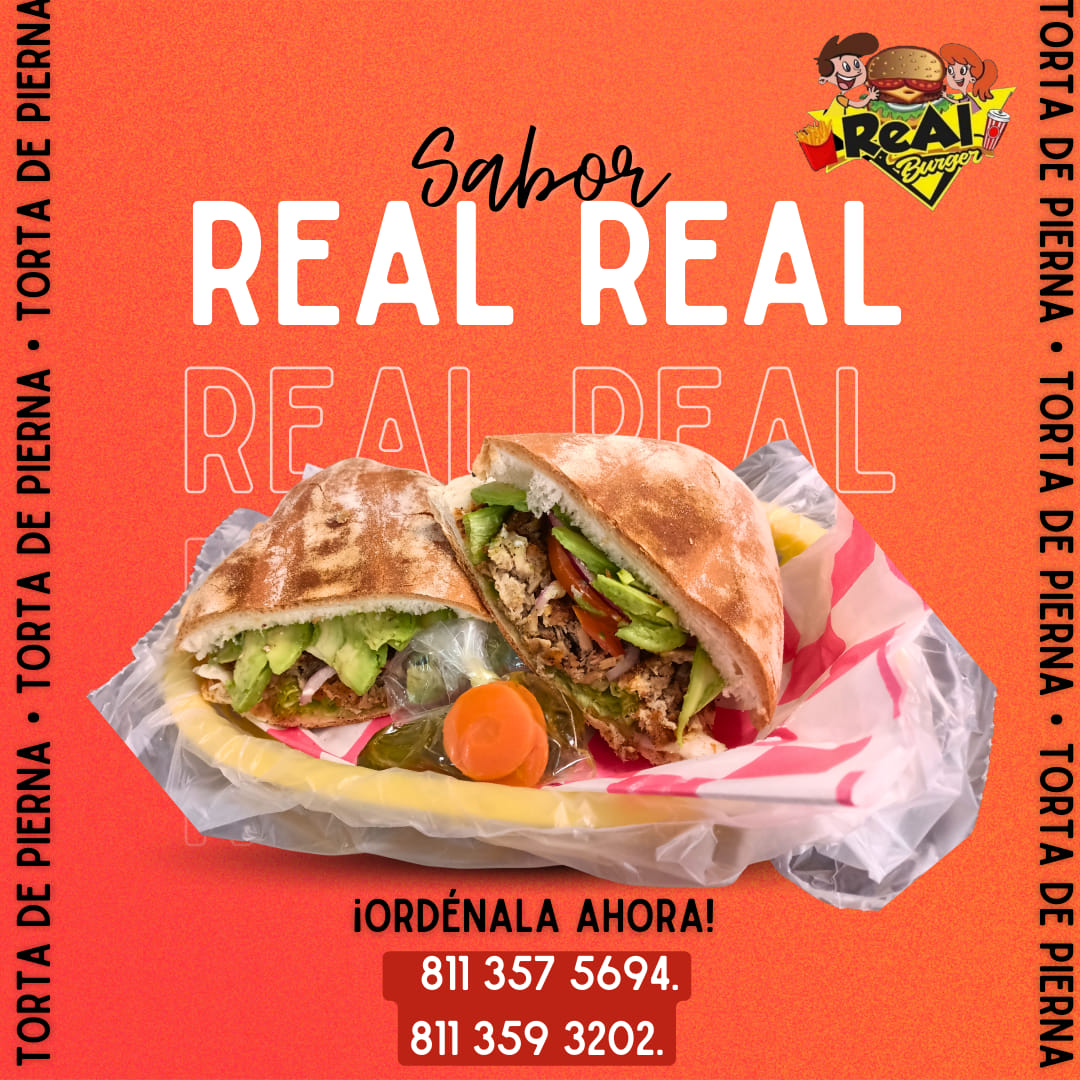 TORTA DE PIERNA • TORTA DE PIERNA • TORTA DE PIERNA
ReAl
Burger
Sabor
REAL REAL
REAL REAL
¡ORDÉNALA AHORA!
811 357 5694.
811 359 3202.
TORTA DE PIERNA • TORTA DE PIERNA • TORTA DE PIERNA